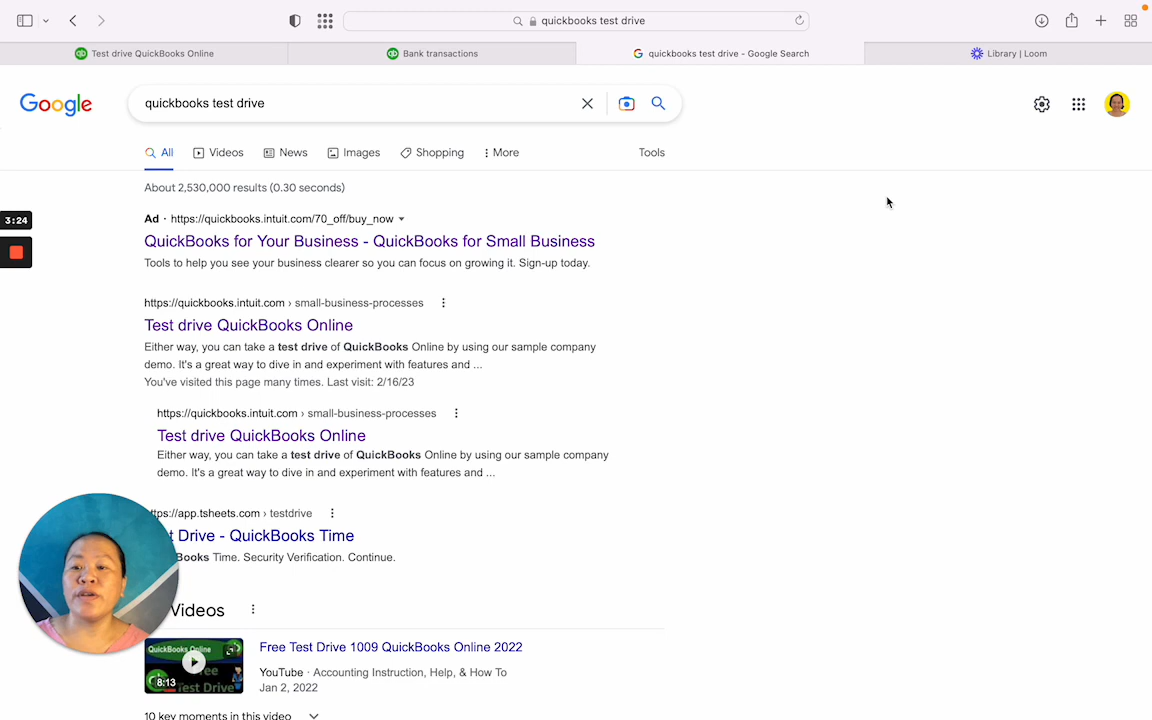 quickbooks test drive
Test drive QuickBooks Online
Bank transactions
quickbooks test drive - Google Search
Library | Loom
Google
quickbooks test drive
All
Videos
News
Images
Shopping
More
Tools
About 2,530,000 results (0.30 seconds)
3:24
Ad · https://quickbooks.intuit.com/70_off/buy_now
QuickBooks for Your Business - QuickBooks for Small Business
Tools to help you see your business clearer so you can focus on growing it. Sign-up today.
https://quickbooks.intuit.com › small-business-processes
Test drive QuickBooks Online
Either way, you can take a test drive of QuickBooks Online by using our sample company
demo. It's a great way to dive in and experiment with features and ...
You've visited this page many times. Last visit: 2/16/23
https://quickbooks.intuit.com › small-business-processes
Test drive QuickBooks Online
Either way, you can take a test drive of QuickBooks Online by using our sample company
demo. It's a great way to dive in and experiment with features and ...
ttps://app.tsheets.com › testdrive
t Drive - QuickBooks Time
Books Time. Security Verification. Continue.
Videos
QuickBooks Online
Free
Test Drive
8:13
Free Test Drive 1009 QuickBooks Online 2022
YouTube · Accounting Instruction, Help, & How To
Jan 2, 2022
10 key moments in this video